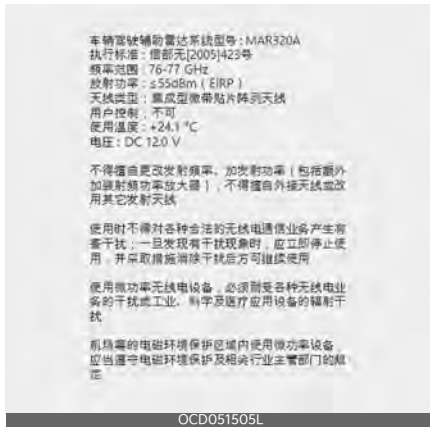 车辆驾驶辅助雷达系统型号：MAR320A
执行标准：信部无[2005]423号
频率范围：76-77 GHz
放射功率：≤55dBm（EIRP）
天线类型：集成型微带贴片阵列天线
用户控制：不可
使用温度：+24.1 °C
电压：DC 12.0 V
不得擅自更改发射频率、加发射功率（包括额外
加装射频功率放大器），不得擅自外接天线或改
用其它发射天线
使用时不得对各种合法的无线电通信业务产生有
害干扰；一旦发现有干扰现象时，应立即停止使
用，并采取措施消除干扰后方可继续使用
使用微功率无线电设备，必须耐受各种无线电业
务的干扰或工业、科学及医疗应用设备的辐射干
扰
机场等的电磁环境保护区域内使用微功率设备，
应当遵守电磁环境保护及相关行业主管部门的规
范
OCD051505L